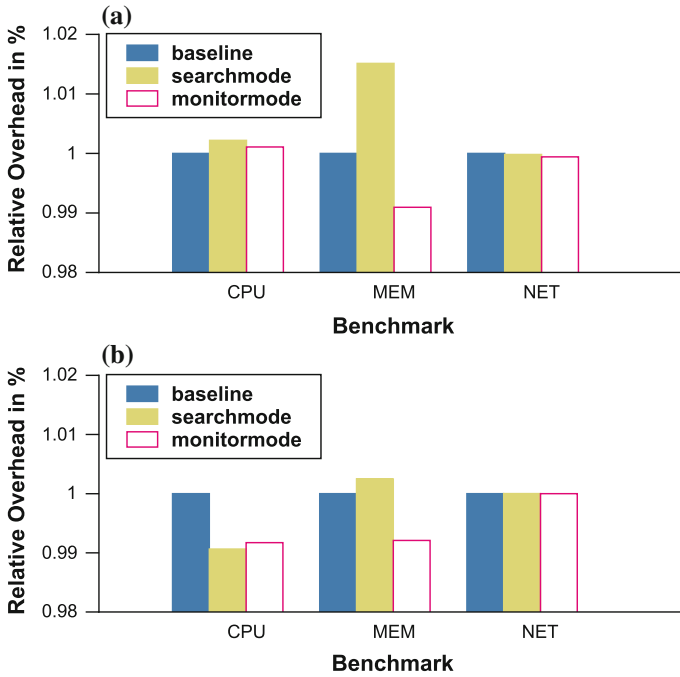 (a)
Relative Overhead in %
1.02
1.01
1
0.99
0.98
baseline
searchmode
monitormode
CPU MEM NET
Benchmark
(b)
Relative Overhead in %
1.02
1.01
1
0.99
0.98
baseline
searchmode
monitormode
CPU MEM NET
Benchmark